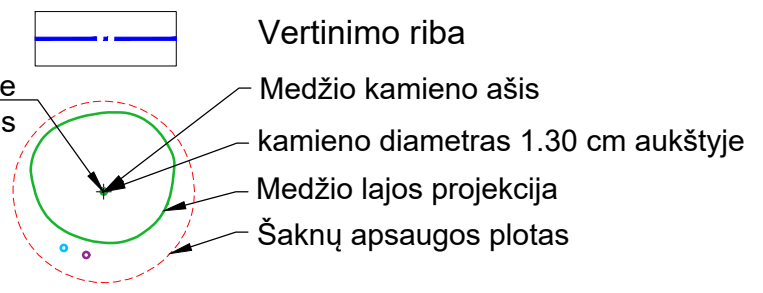 Vertinimo riba
e
s
Medžio kamieno ašis
kamieno diametras 1.30 cm aukštyje
Medžio lajos projekcija
Šaknų apsaugos plotas